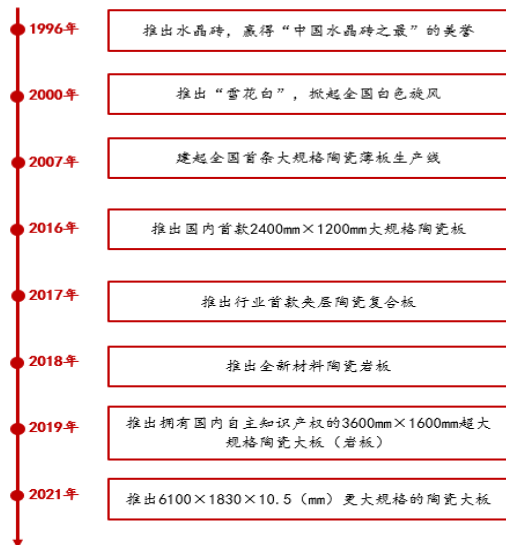 1996年
推出水晶砖，赢得“中国水晶砖之最”的美誉
2000年
推出“雪花白”，掀起全国白色旋风
2007年
建起全国首条大规格陶瓷薄板生产线
2016年
推出国内首款2400mm×1200mm大规格陶瓷板
2017年
推出行业首款夹层陶瓷复合板
2018年
推出全新材料陶瓷岩板
2019年
推出拥有国内自主知识产权的3600mm×1600mm超大
规格陶瓷大板（岩板）
2021年
推出6100×1830×10.5（mm）更大规格的陶瓷大板